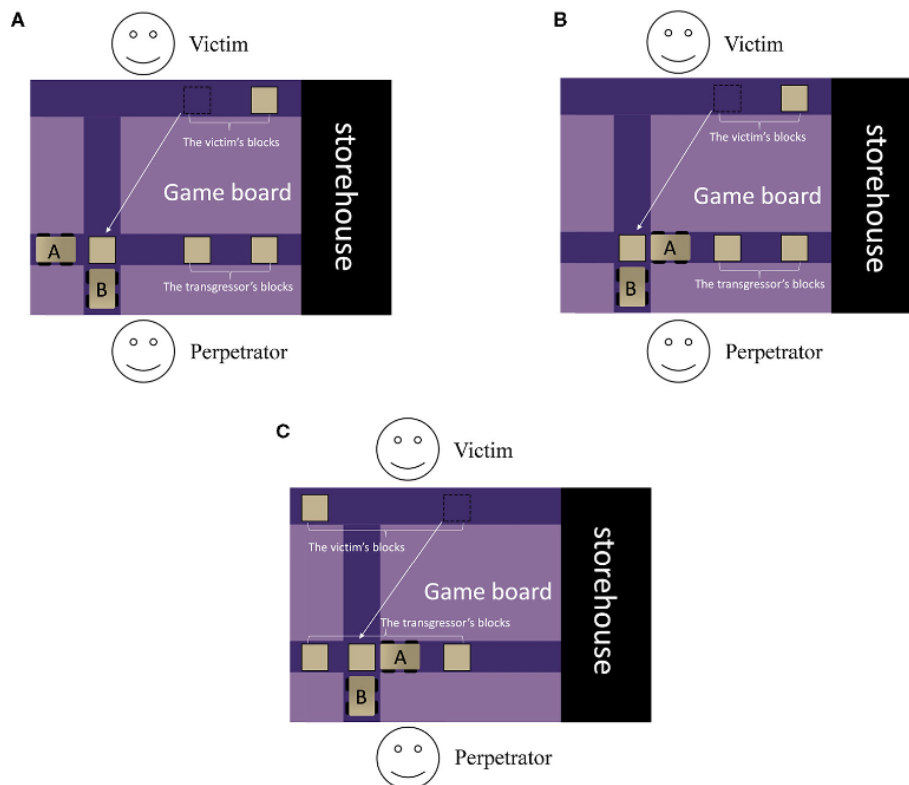 A
Victim
The victim's blocks
Game board
storehouse
A
B
The transgressor's blocks
Perpetrator
B
Victim
The victim's blocks
Game board
storehouse
A
B
The transgressor's blocks
Perpetrator
C
Victim
The victim's blocks
Game board
storehouse
The transgressor's blocks
A
B
Perpetrator